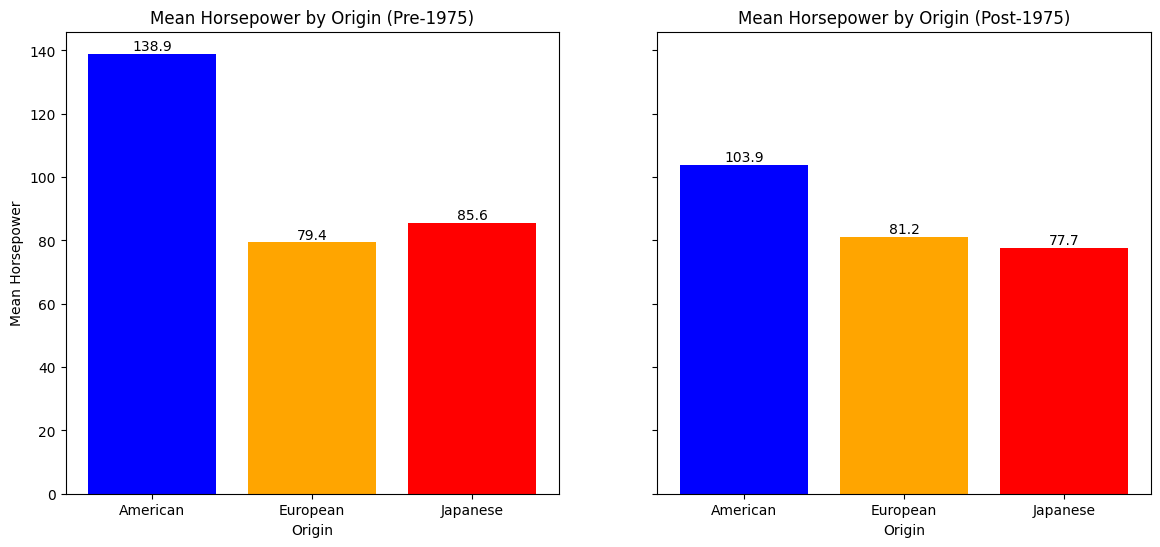 Mean Horsepower by Origin (Pre-1975)
Mean Horsepower
140
120
100
80
60
40
20
0
138.9
79.4
85.6
American European Japanese
Origin
Mean Horsepower by Origin (Post-1975)
103.9
81.2
77.7
American European Japanese
Origin